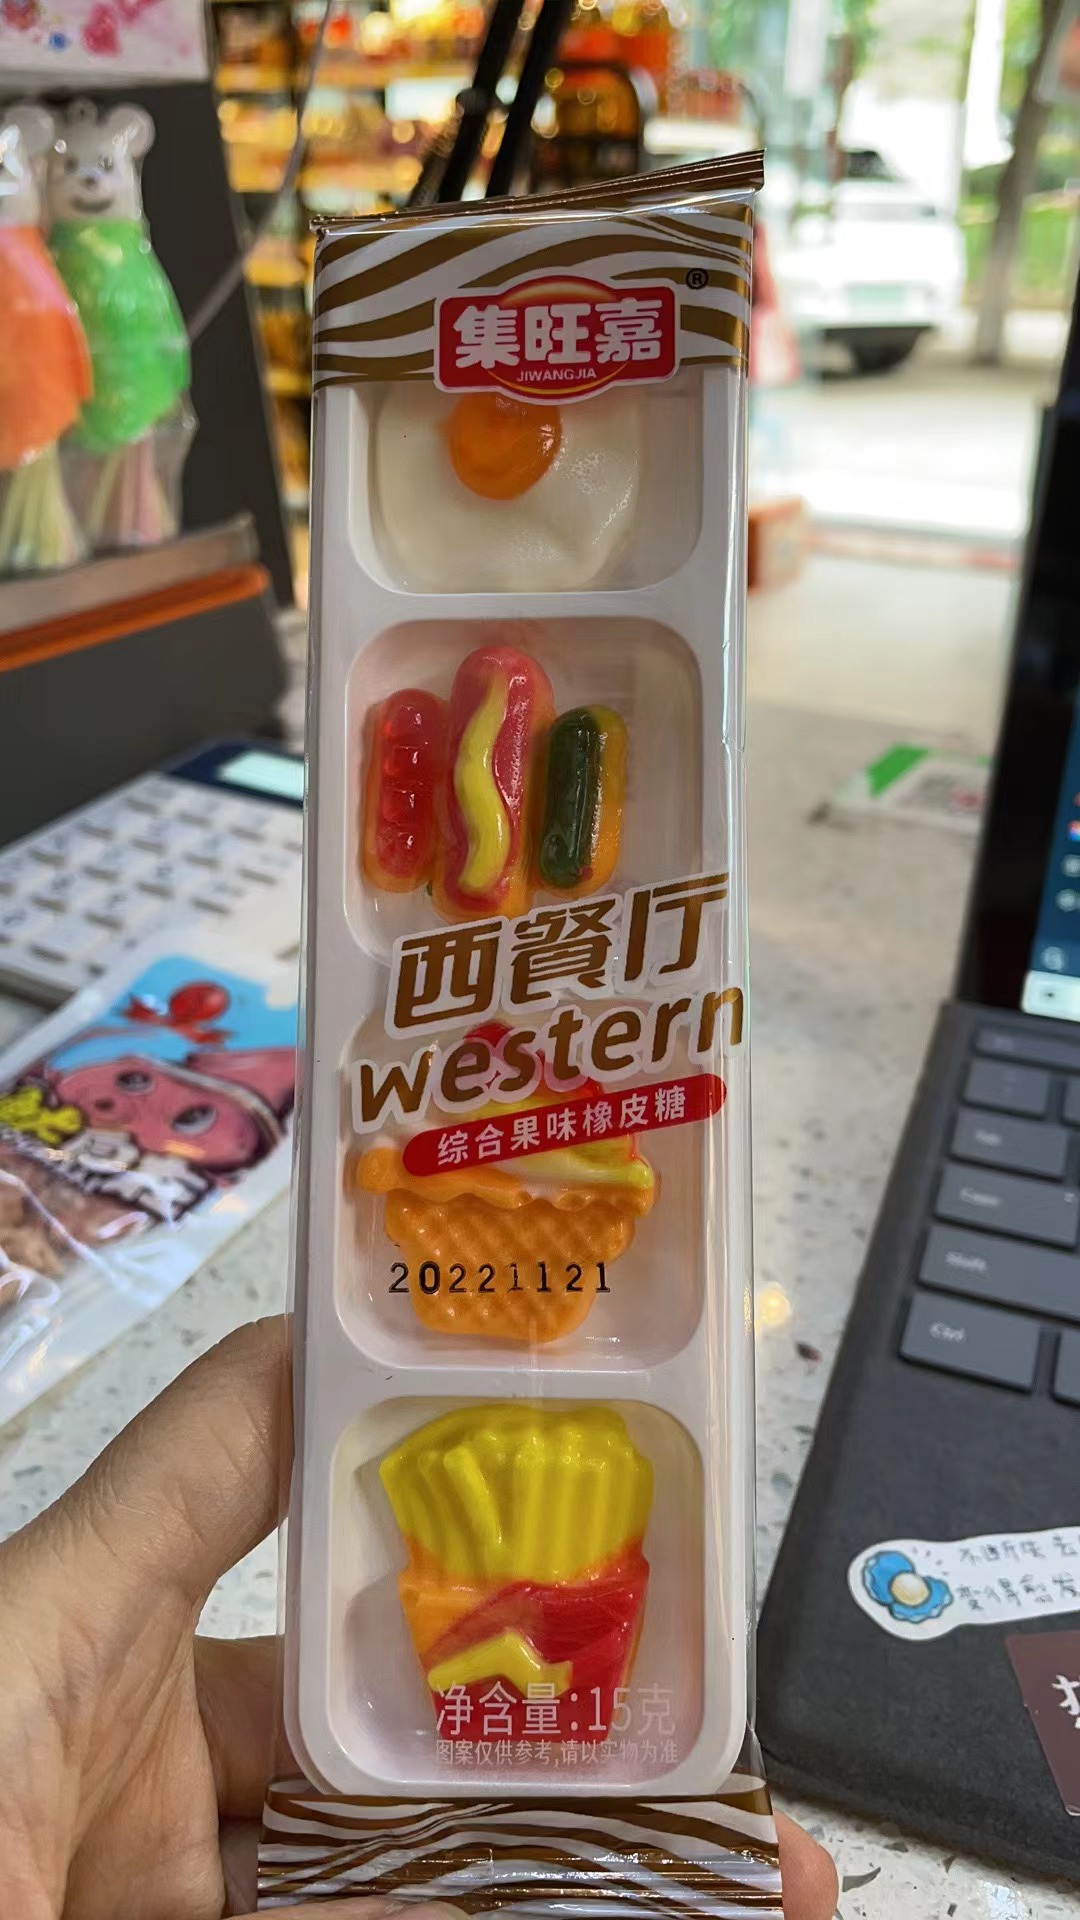 ®
集旺嘉
JIWANGJIA
西餐厅
western
综合果味橡皮糖
20221121
净含量:15克
图案仅供参考,请以实物为准
Ctrl